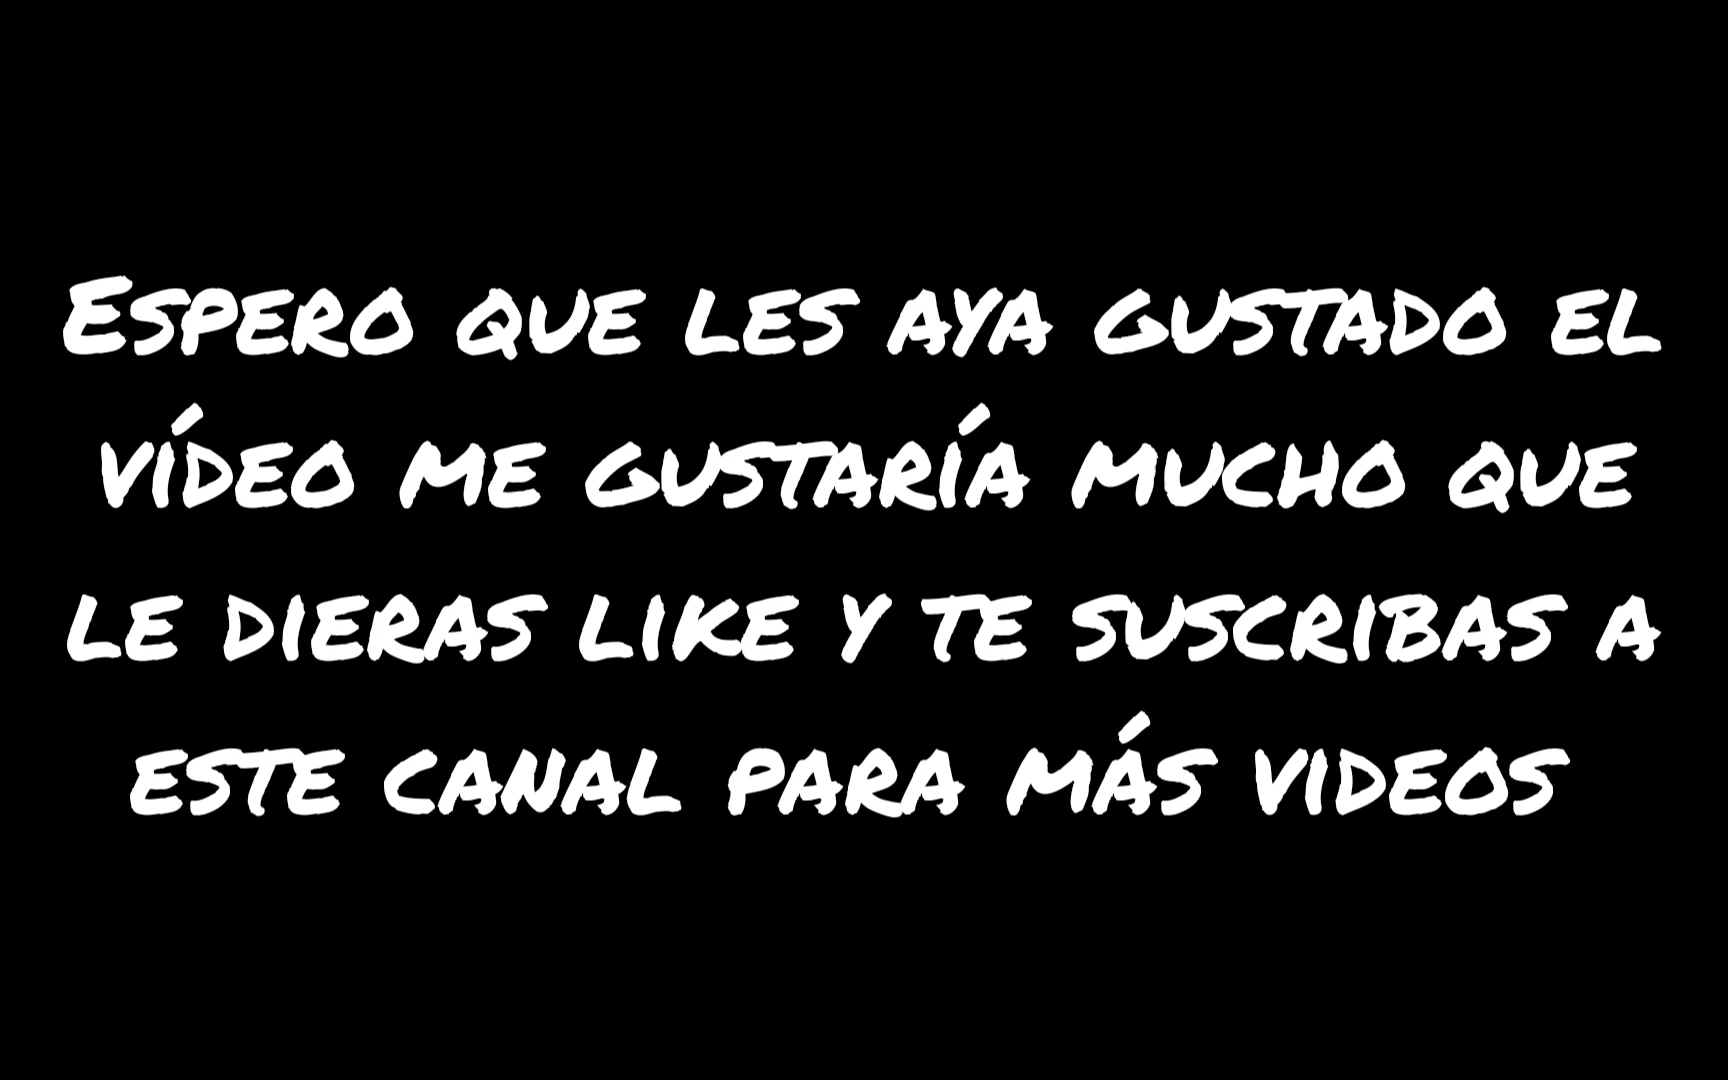 Espero que les aya gustado el
vídeo me gustaría mucho que
le dieras like y te suscribas a
este canal para más videos